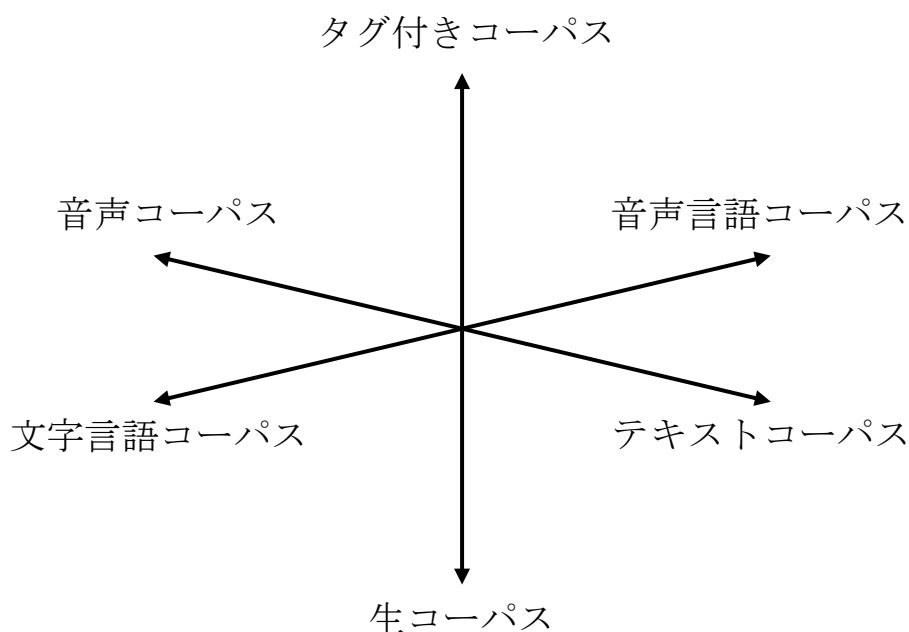 タグ付きコーパス
音声コーパス
音声言語コーパス
文字言語コーパス
テキストコーパス
生コーパス